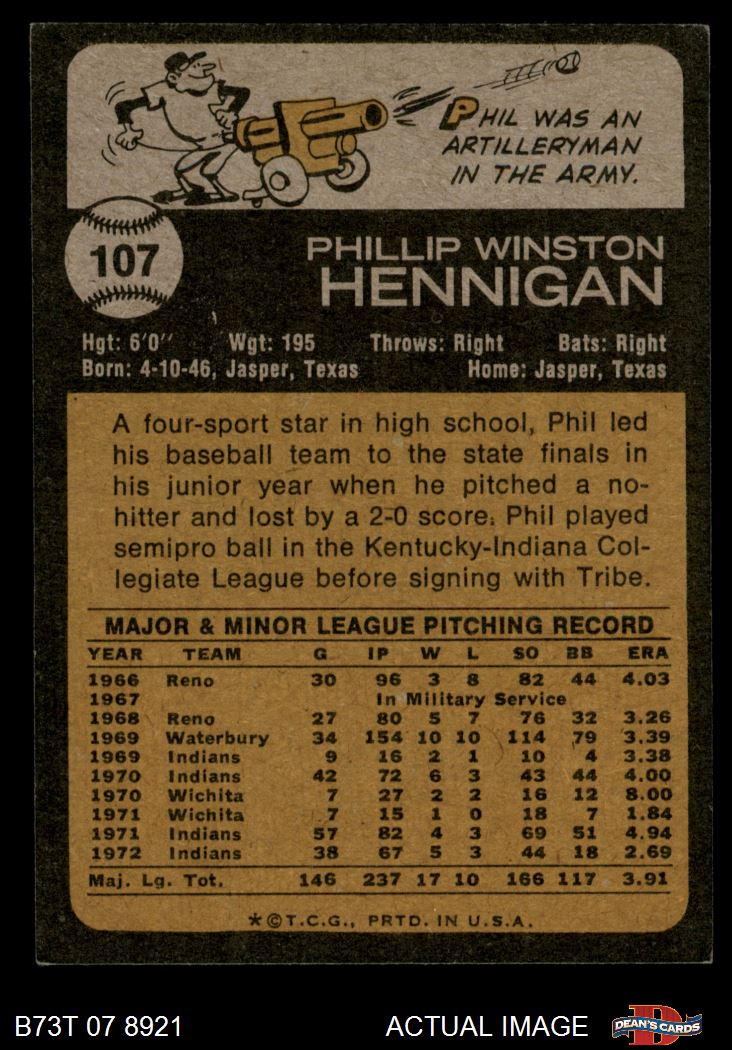 PHIL WAS AN
ARTILLERYMAN
IN THE ARMY.
107
PHILLIP WINSTON
HENNIGAN
Hgt: 6'0" Wgt: 195 Throws: Right Bats: Right
Born: 4-10-46, Jasper, Texas Home: Jasper, Texas
A four-sport star in high school, Phil led
his baseball team to the state finals in
his junior year when he pitched a no-
hitter and lost by a 2-0 score. Phil played
semipro ball in the Kentucky-Indiana Col-
legiate League before signing with Tribe.
MAJOR & MINOR LEAGUE PITCHING RECORD
YEAR TEAM G IP W L SO BB ERA
1966 Reno 30 96 3 8 82 44 4.03
1967 In Military Service
1968 Reno 27 80 5 7 76 32 3.26
1969 Waterbury 34 154 10 10 114 79 3.39
1969 Indians 9 16 2 1 10 4 3.38
1970 Indians 42 72 6 3 43 44 4.00
1970 Wichita 7 27 2 2 16 12 8.00
1971 Wichita 7 15 1 0 18 7 1.84
1971 Indians 57 82 4 3 69 51 4.94
1972 Indians 38 67 5 3 44 18 2.69
Maj. Lg. Tot. 146 237 17 10 166 117 3.91
*©T.C.G., PRTD. IN U.S.A.
B73T 07 8921 ACTUAL IMAGE D DEAN'S CARDS